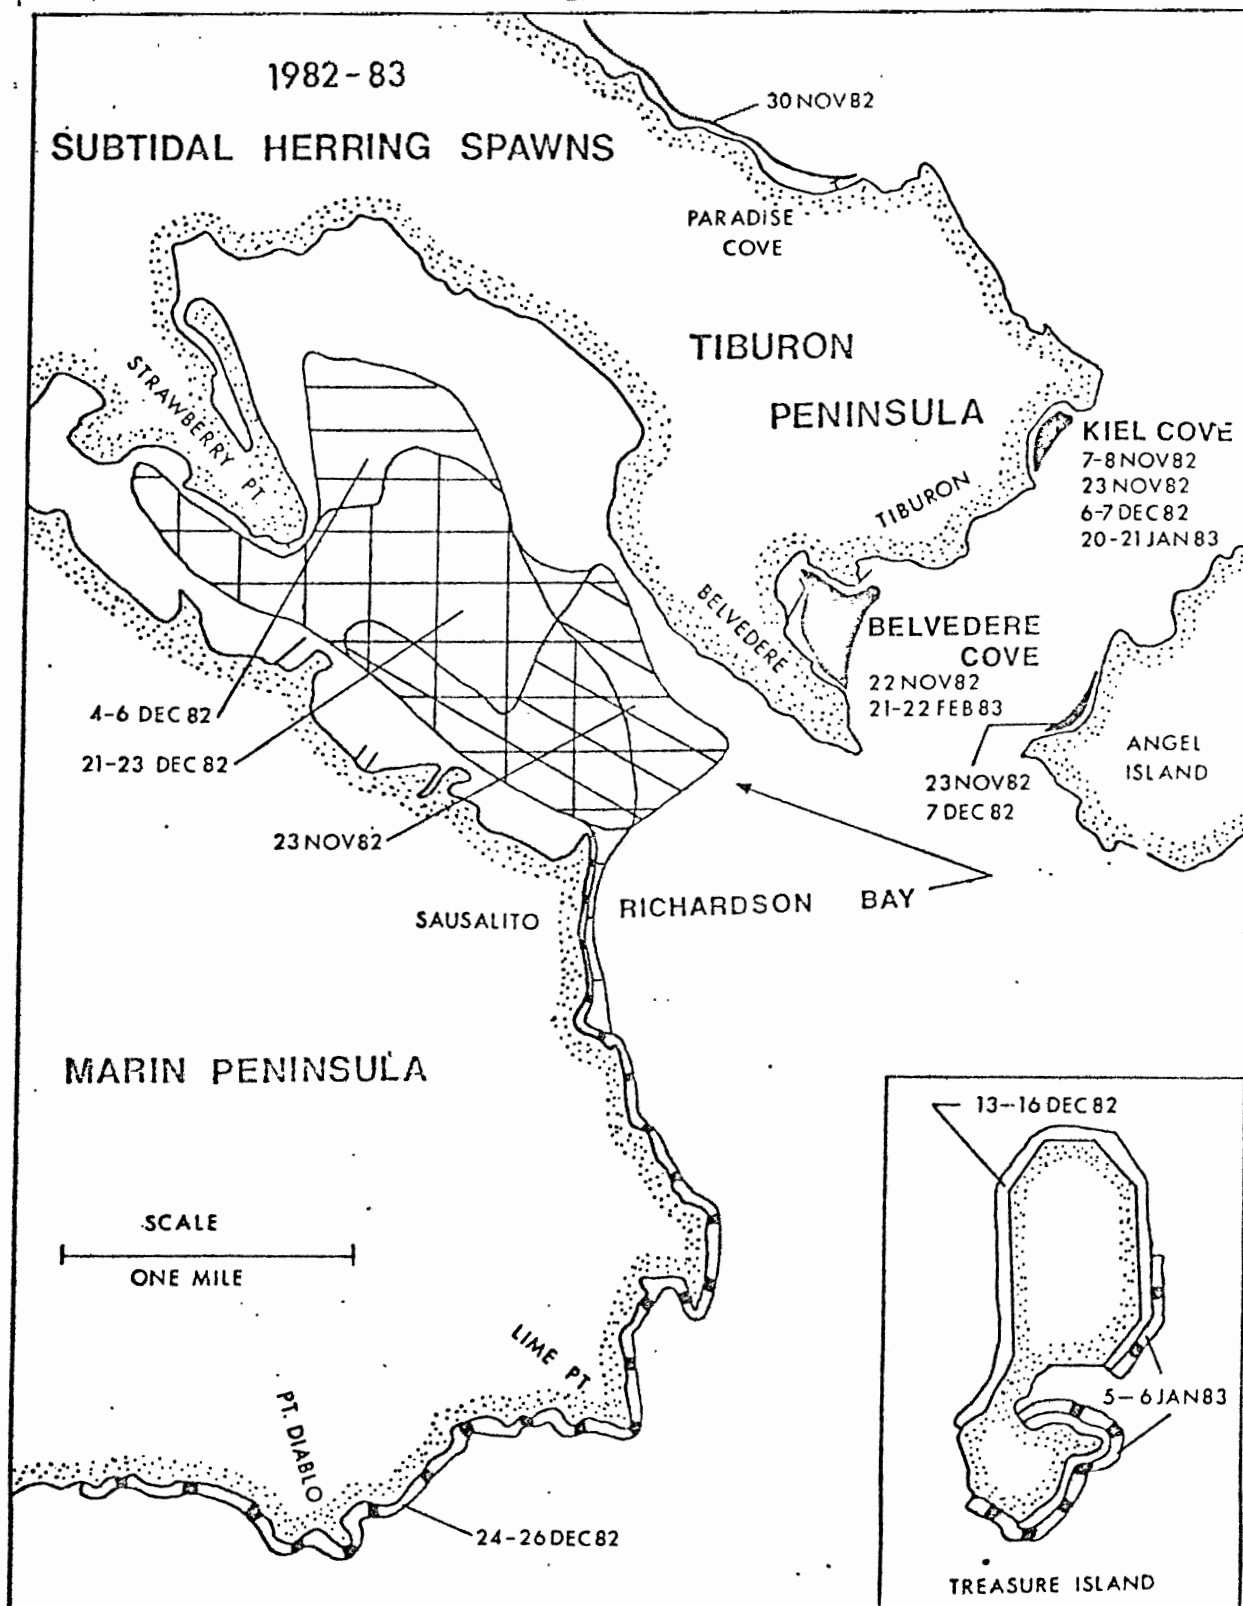 1982-83
SUBTIDAL HERRING SPAWNS
30 NOV 82
PARADISE
COVE
TIBURON
PENINSULA
STRAWBERRY PT.
KIEL COVE
7-8 NOV 82
23 NOV 82
6-7 DEC 82
20-21 JAN 83
TIBURON
BELVEDERE
BELVEDERE
COVE
22 NOV 82
21-22 FEB 83
4-6 DEC 82
21-23 DEC 82
23 NOV 82
ANGEL
ISLAND
23 NOV 82
7 DEC 82
SAUSALITO
RICHARDSON BAY
MARIN PENINSULA
13-16 DEC 82
SCALE
ONE MILE
LIME PT.
PT. DIABLO
5-6 JAN 83
24-26 DEC 82
TREASURE ISLAND